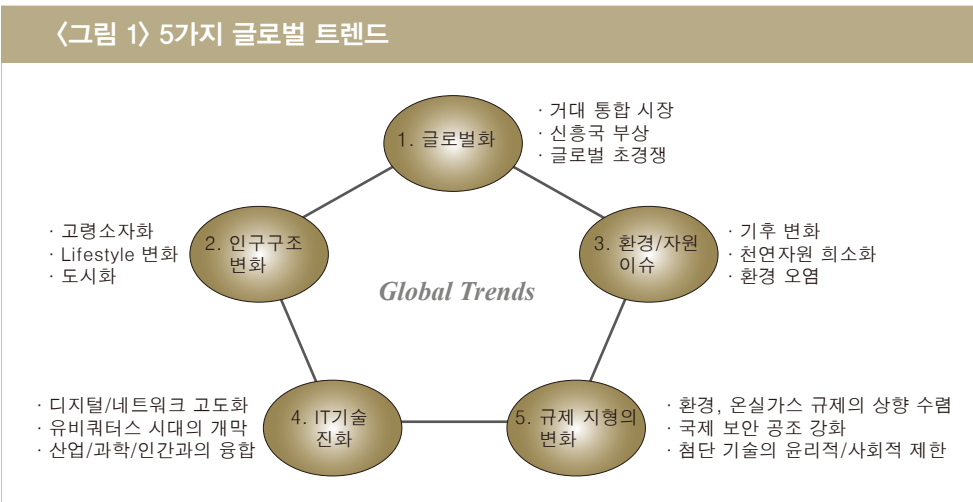 〈그림 1〉 5가지 글로벌 트렌드
1. 글로벌화
· 거대 통합 시장
· 신흥국 부상
· 글로벌 초경쟁
· 고령소자화
· Lifestyle 변화
· 도시화
2. 인구구조
변화
3. 환경/자원
이슈
· 기후 변화
· 천연자원 희소화
· 환경 오염
Global Trends
· 디지털/네트워크 고도화
· 유비쿼터스 시대의 개막
· 산업/과학/인간과의 융합
4. IT기술
진화
5. 규제 지형의
변화
· 환경, 온실가스 규제의 상향 수렴
· 국제 보안 공조 강화
· 첨단 기술의 윤리적/사회적 제한